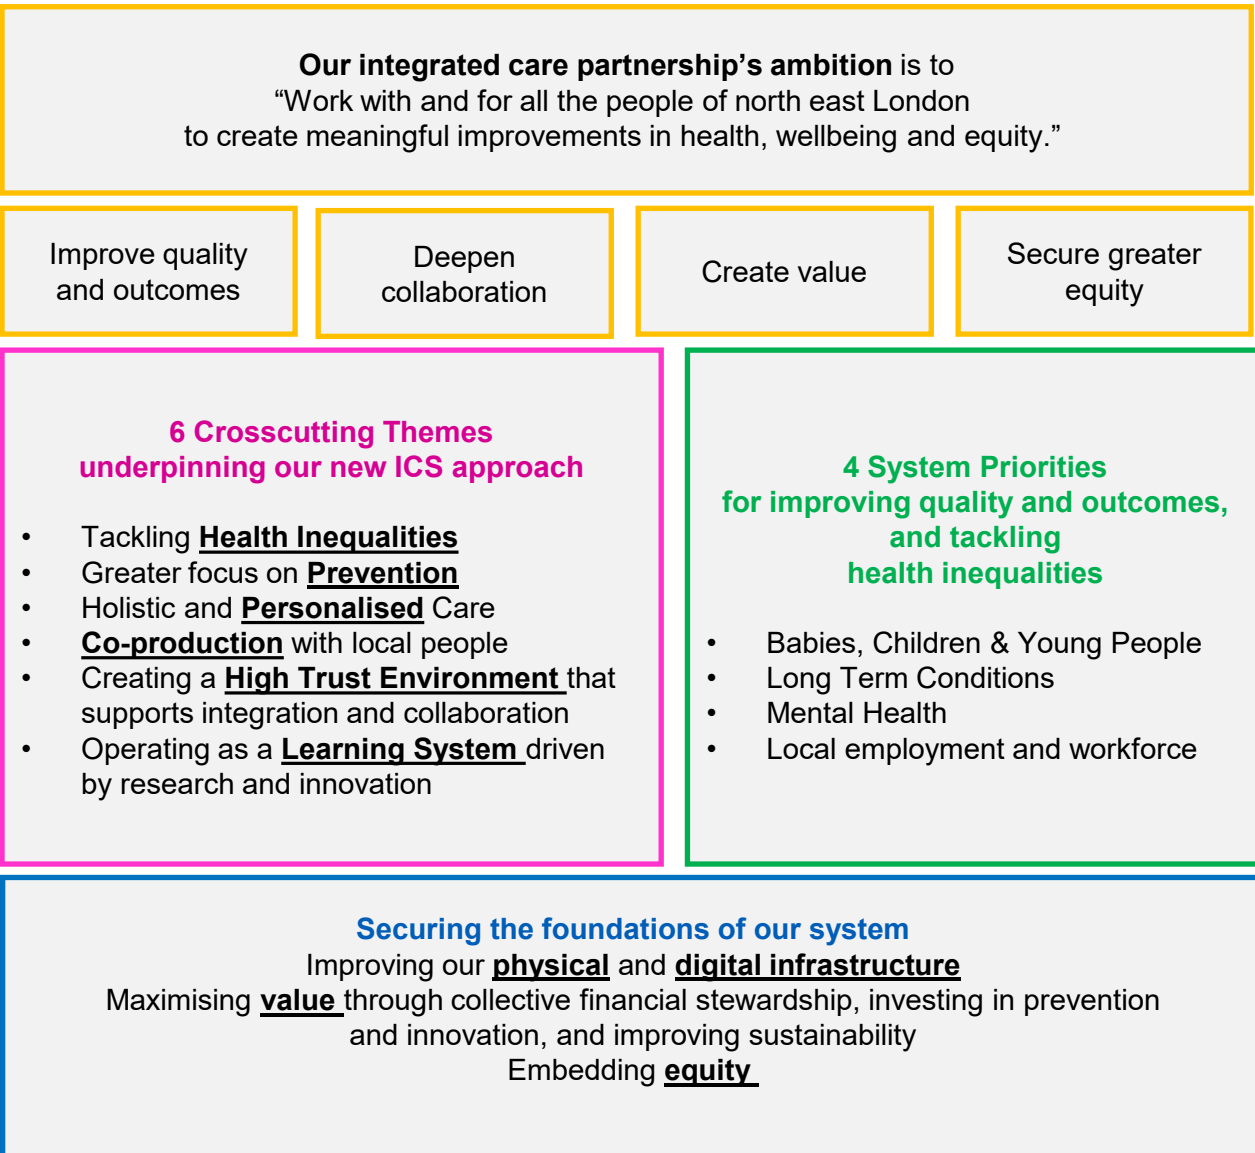 Our integrated care partnership’s ambition is to
“Work with and for all the people of north east London
to create meaningful improvements in health, wellbeing and equity.”
Improve quality
and outcomes
Deepen
collaboration
Create value
Secure greater
equity
6 Crosscutting Themes
underpinning our new ICS approach
• Tackling Health Inequalities
• Greater focus on Prevention
• Holistic and Personalised Care
• Co-production with local people
• Creating a High Trust Environment that
supports integration and collaboration
• Operating as a Learning System driven
by research and innovation
4 System Priorities
for improving quality and outcomes,
and tackling
health inequalities
• Babies, Children & Young People
• Long Term Conditions
• Mental Health
• Local employment and workforce
Securing the foundations of our system
Improving our physical and digital infrastructure
Maximising value through collective financial stewardship, investing in prevention
and innovation, and improving sustainability
Embedding equity